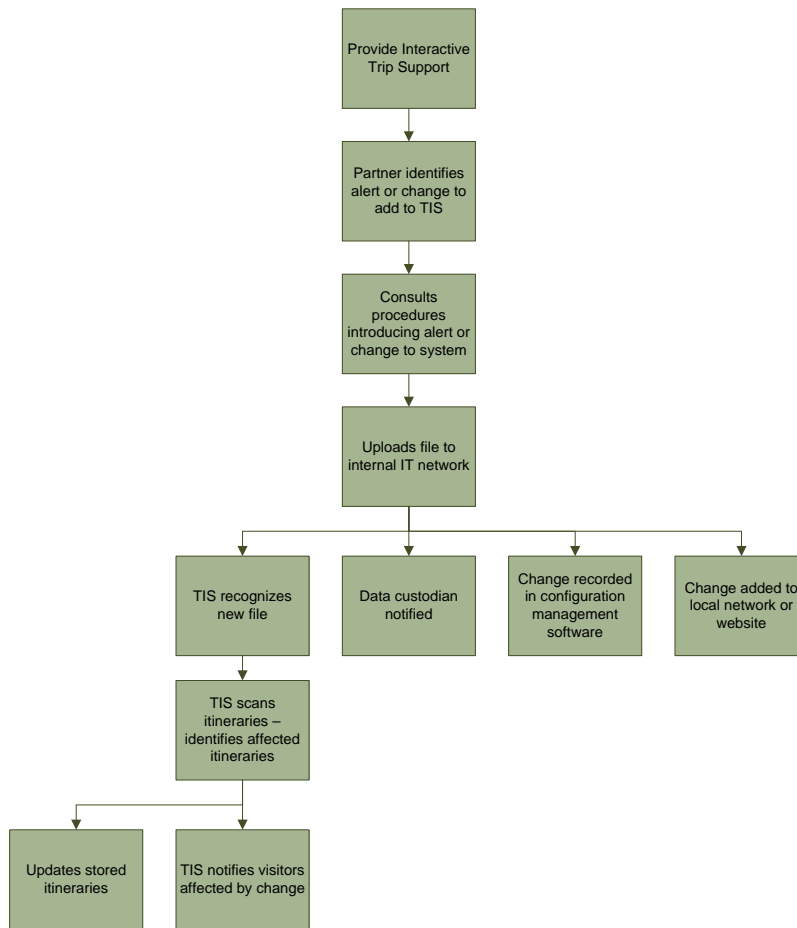 Provide Interactive
Trip Support
Partner identifies
alert or change to
add to TIS
Consults
procedures
introducing alert or
change to system
Uploads file to
internal IT network
TIS recognizes
new file
Data custodian
notified
Change recorded
in configuration
management
software
Change added to
local network or
website
TIS scans
itineraries –
identifies affected
itineraries
Updates stored
itineraries
TIS notifies visitors
affected by change